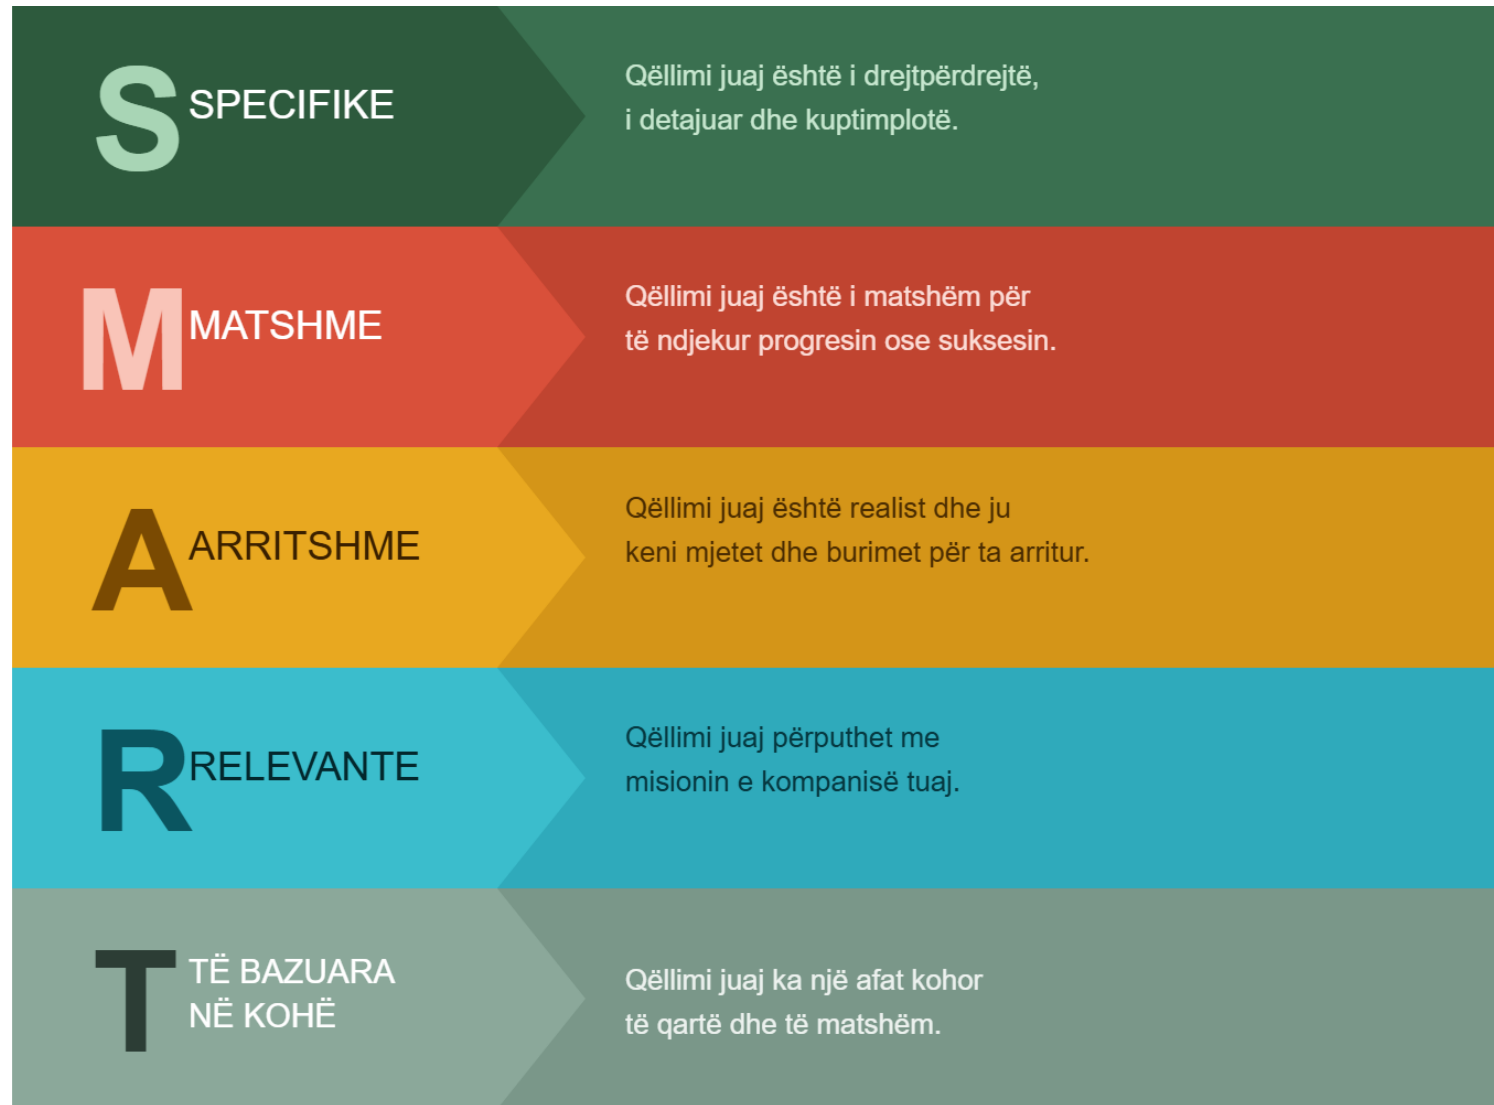 S SPECIFIKE
Qëllimi juaj është i drejtpërdrejtë,
i detajuar dhe kuptimplotë.
M MATSHME
Qëllimi juaj është i matshëm për
të ndjekur progresin ose suksesin.
A ARRITSHME
Qëllimi juaj është realist dhe ju
keni mjetet dhe burimet për ta arritur.
R RELEVANTE
Qëllimi juaj përputhet me
misionin e kompanisë tuaj.
T TË BAZUARA
NË KOHË
Qëllimi juaj ka një afat kohor
të qartë dhe të matshëm.